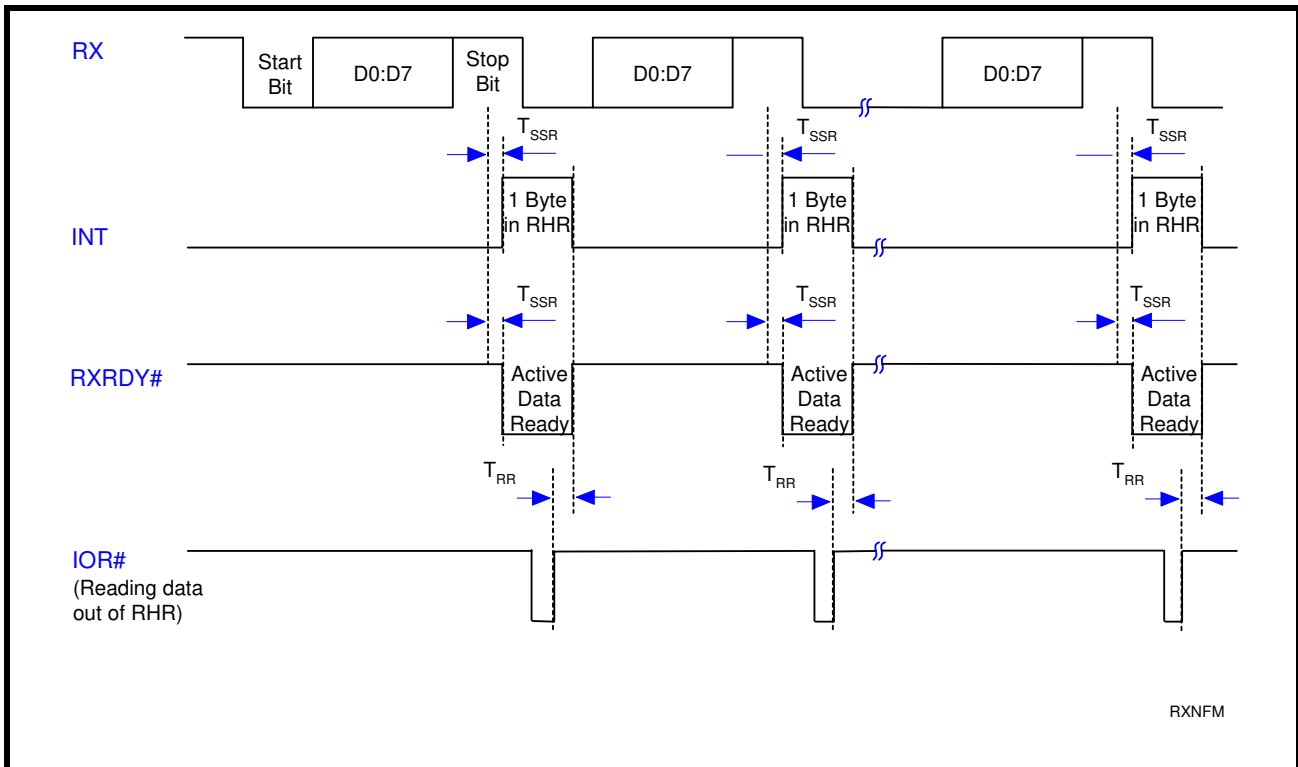 RX
Start
Bit
D0:D7
Stop
Bit
D0:D7
D0:D7
TSSR
TSSR
TSSR
INT
1 Byte
in RHR
1 Byte
in RHR
1 Byte
in RHR
TSSR
TSSR
TSSR
RXRDY#
Active
Data
Ready
Active
Data
Ready
Active
Data
Ready
TRR
TRR
TRR
IOR#
(Reading data
out of RHR)
RXNFM